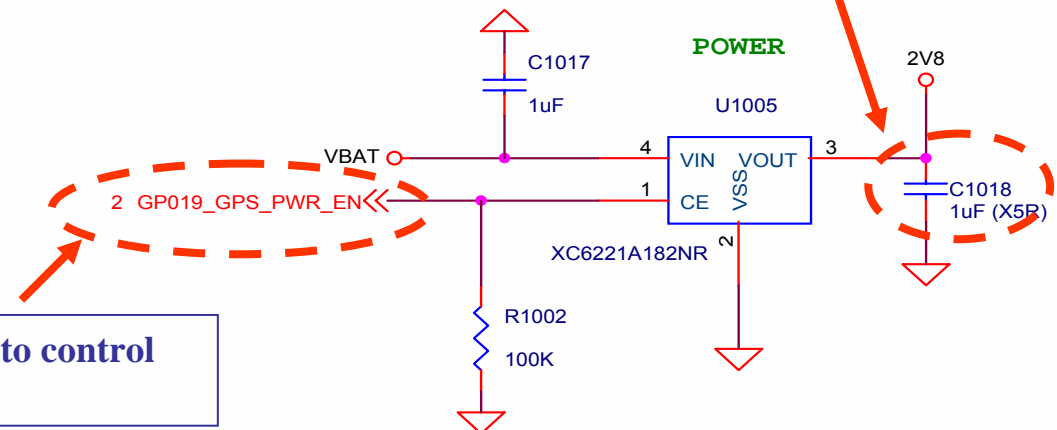 POWER
C1017
1uF
2V8
U1005
VBAT
4
VIN
VOUT
3
2 GP019_GPS_PWR_EN
1
CE
VSS
C1018
1uF (X5R)
2
XC6221A182NR
R1002
100K
to control